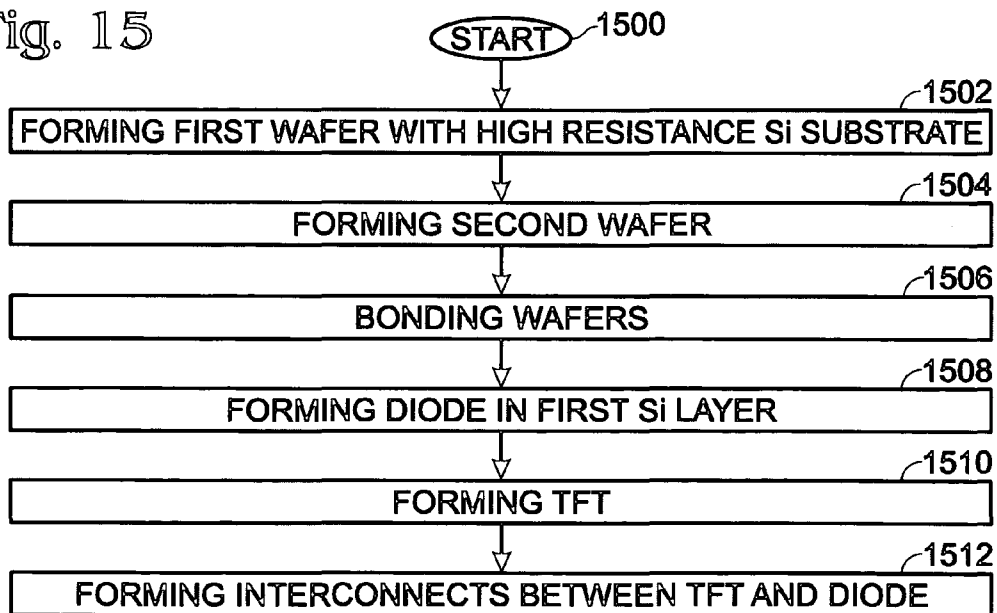 Fig. 15
START 1500
1502
FORMING FIRST WAFER WITH HIGH RESISTANCE Si SUBSTRATE
1504
FORMING SECOND WAFER
1506
BONDING WAFERS
1508
FORMING DIODE IN FIRST Si LAYER
1510
FORMING TFT
1512
FORMING INTERCONNECTS BETWEEN TFT AND DIODE